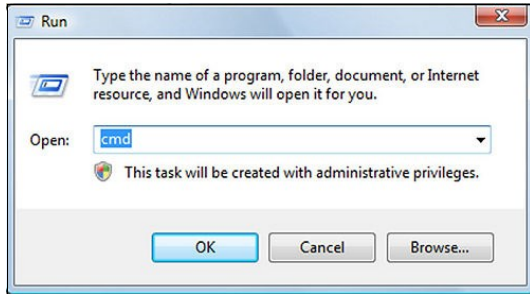 Run
Type the name of a program, folder, document, or Internet
resource, and Windows will open it for you.
Open: cmd
This task will be created with administrative privileges.
OK Cancel Browse...